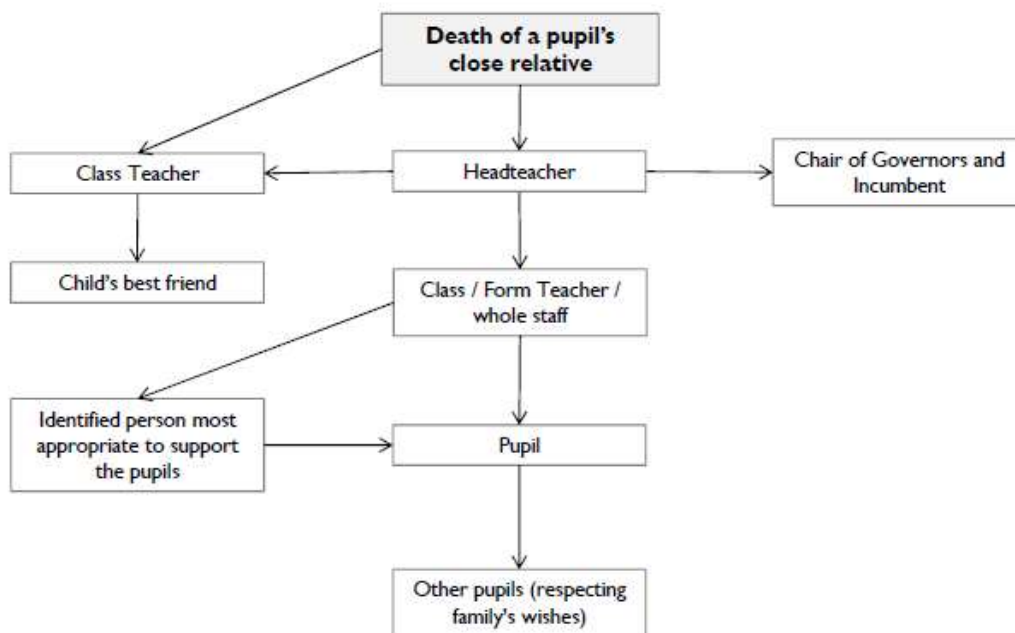 Death of a pupil's
close relative
Class Teacher
Headteacher
Chair of Governors and
Incumbent
Child's best friend
Class / Form Teacher /
whole staff
Identified person most
appropriate to support
the pupils
Pupil
Other pupils (respecting
family's wishes)